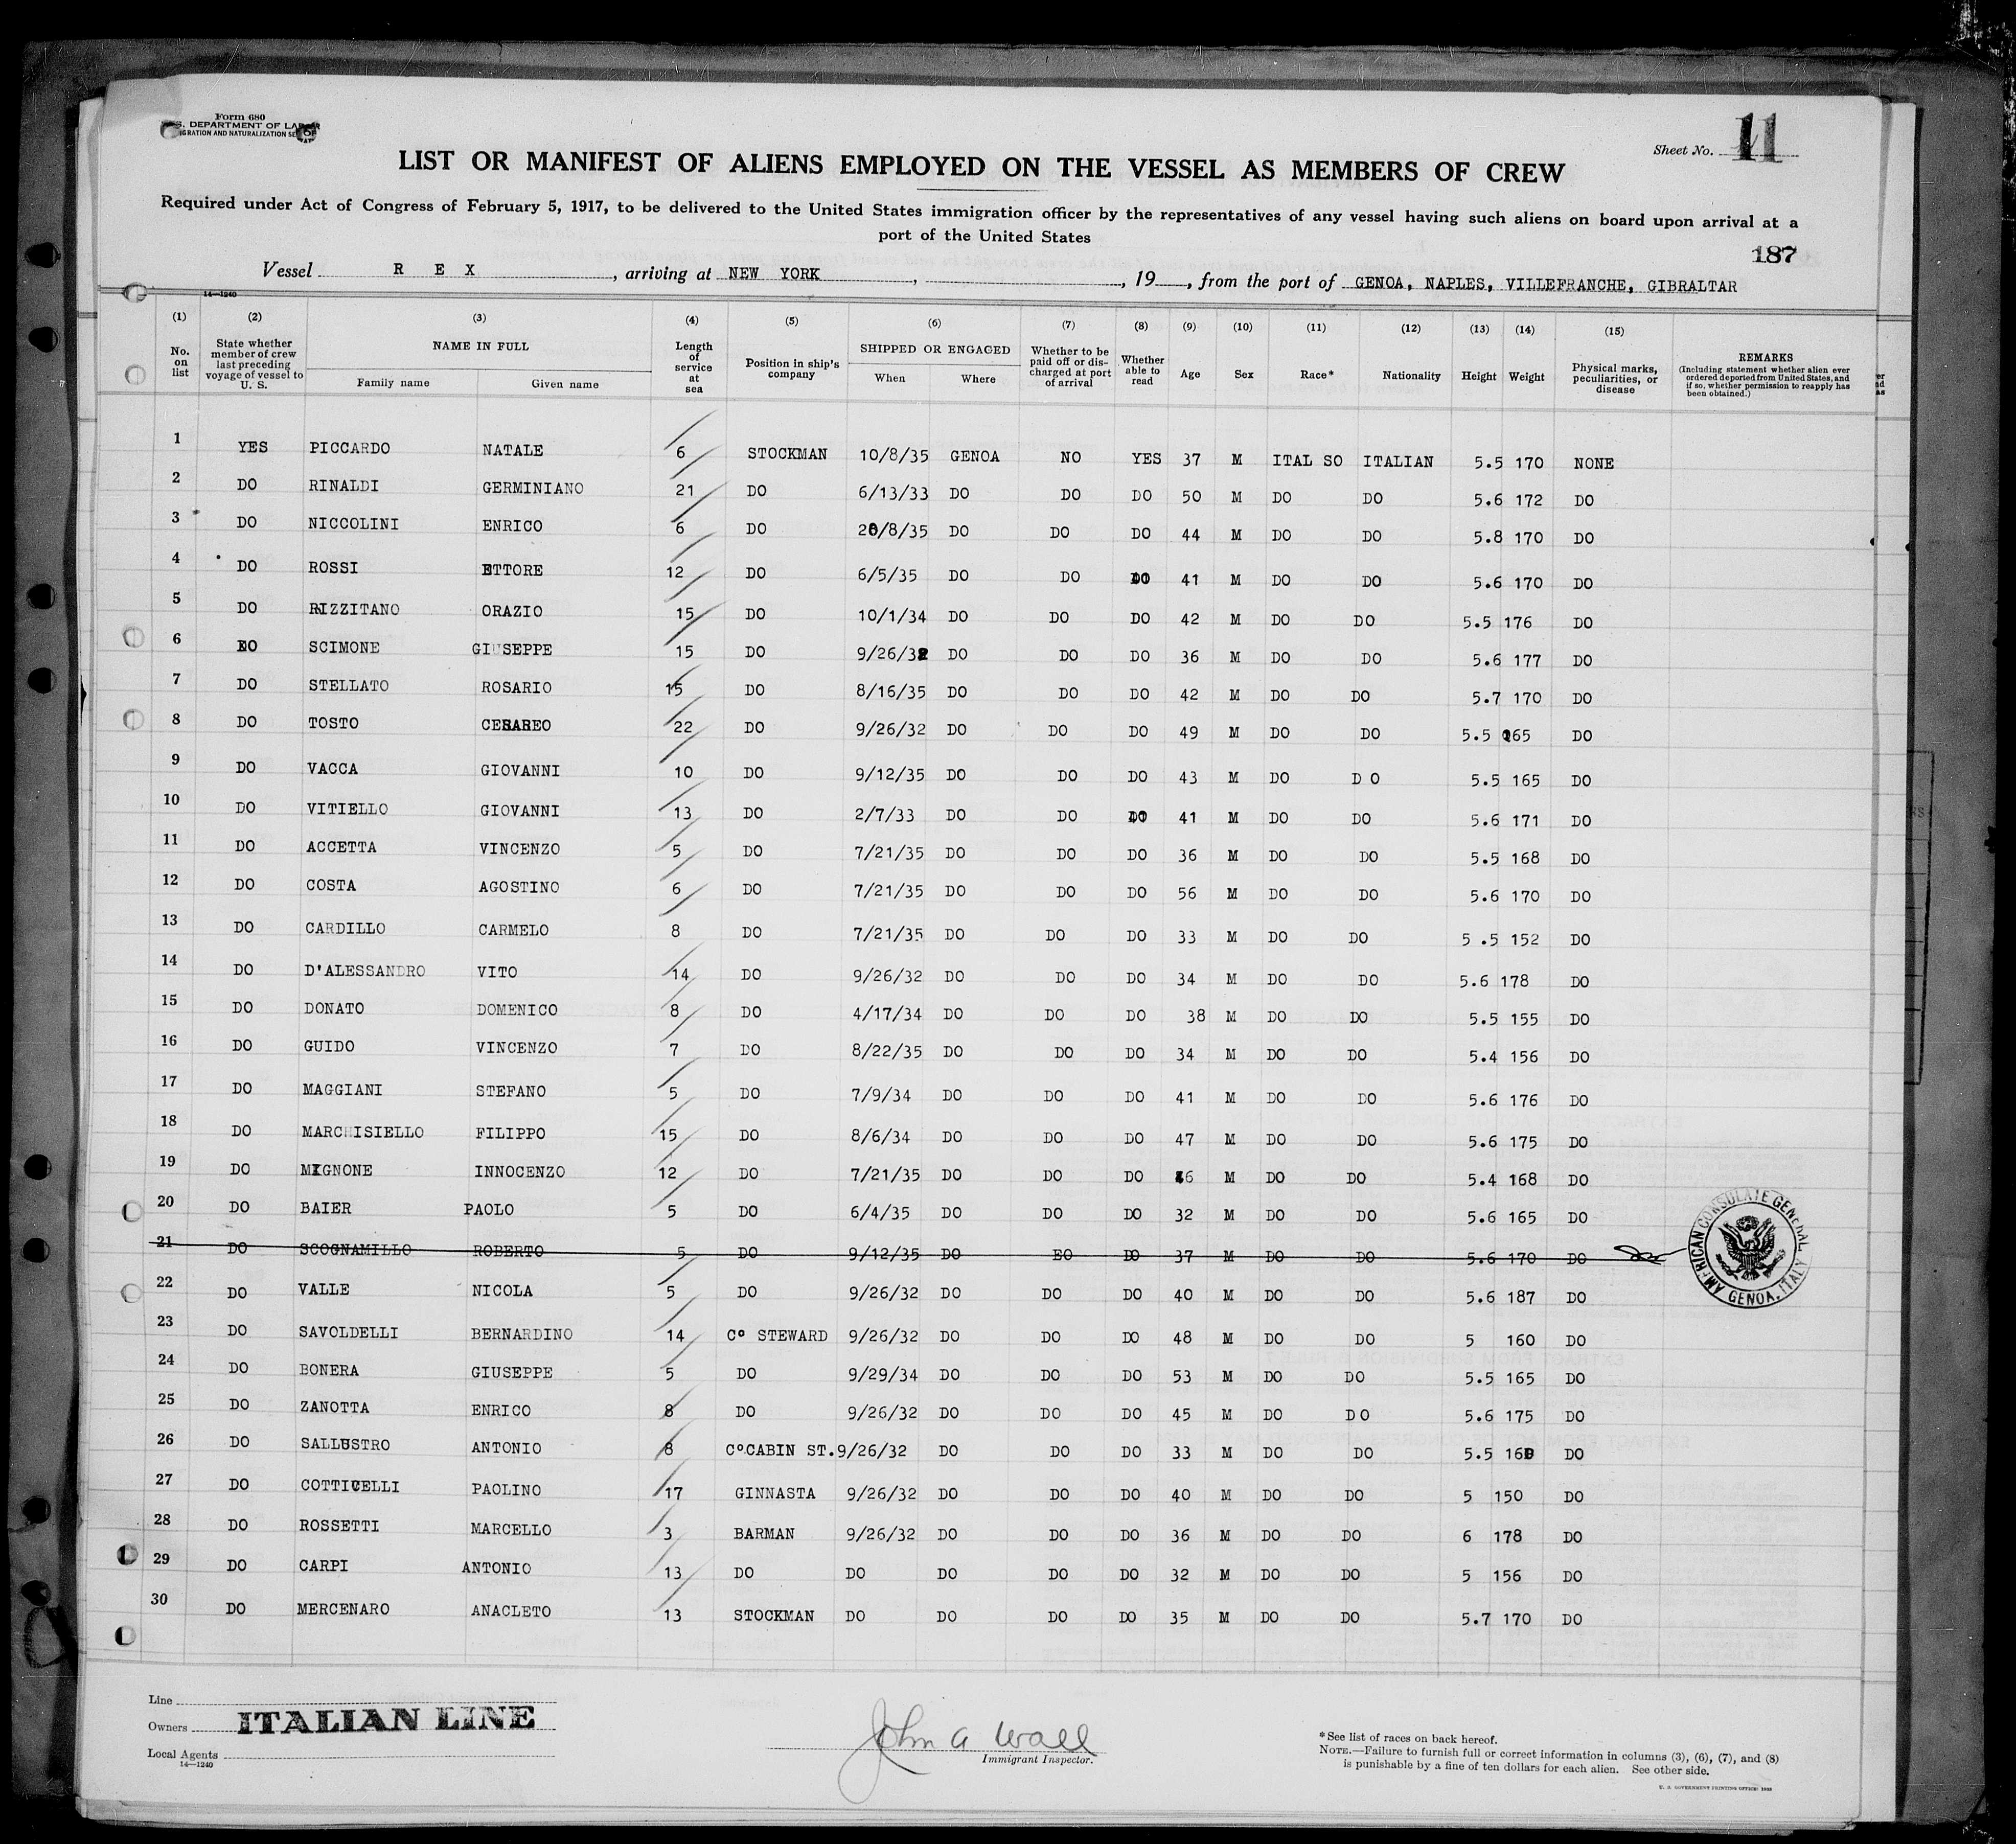 Form 680
U.S. DEPARTMENT OF LABOR
IMMIGRATION AND NATURALIZATION SERVICE
Sheet No. 11
LIST OR MANIFEST OF ALIENS EMPLOYED ON THE VESSEL AS MEMBERS OF CREW
Required under Act of Congress of February 5, 1917, to be delivered to the United States immigration officer by the representatives of any vessel having such aliens on board upon arrival at a
port of the United States
187
Vessel R E X, arriving at NEW YORK, 19, from the port of GENOA, NAPLES, VILLEFRANCHE, GIBRALTAR
14—1240
(1) (2) (3) (4) (5) (6) (7) (8) (9) (10) (11) (12) (13) (14) (15)
No. on list State whether member of crew last preceding voyage of vessel to U. S. NAME IN FULL Family name Given name Length of service at sea Position in ship's company SHIPPED OR ENGAGED When Where Whether to be paid off or discharged at port of arrival Whether able to read Age Sex Race* Nationality Height Weight Physical marks, peculiarities, or disease REMARKS (Including statement whether alien ever ordered deported from United States, and if so, whether permission to reapply has been obtained.)
1 YES PICCARDO NATALE 6 STOCKMAN 10/8/35 GENOA NO YES 37 M ITAL SO ITALIAN 5.5 170 NONE
2 DO RINALDI GERMINIANO 21 DO 6/13/33 DO DO DO 50 M DO DO 5.6 172 DO
3 DO NICCOLINI ENRICO 6 DO 20/8/35 DO DO DO 44 M DO DO 5.8 170 DO
4 DO ROSSI ETTORE 12 DO 6/5/35 DO DO DO 41 M DO DO 5.6 170 DO
5 DO RIZZITANO ORAZIO 15 DO 10/1/34 DO DO DO 42 M DO DO 5.5 176 DO
6 DO SCIMONE GIUSEPPE 15 DO 9/26/32 DO DO DO 36 M DO DO 5.6 177 DO
7 DO STELLATO ROSARIO 15 DO 8/16/35 DO DO DO 42 M DO DO 5.7 170 DO
8 DO TOSTO CESAREO 22 DO 9/26/32 DO DO DO 49 M DO DO 5.5 165 DO
9 DO VACCA GIOVANNI 10 DO 9/12/35 DO DO DO 43 M DO D O 5.5 165 DO
10 DO VITIELLO GIOVANNI 13 DO 2/7/33 DO DO DO 41 M DO DO 5.6 171 DO
11 DO ACCETTA VINCENZO 5 DO 7/21/35 DO DO DO 36 M DO DO 5.5 168 DO
12 DO COSTA AGOSTINO 6 DO 7/21/35 DO DO DO 56 M DO DO 5.6 170 DO
13 DO CARDILLO CARMELO 8 DO 7/21/35 DO DO DO 33 M DO DO 5 .5 152 DO
14 DO D'ALESSANDRO VITO 14 DO 9/26/32 DO DO DO 34 M DO DO 5.6 178 DO
15 DO DONATO DOMENICO 8 DO 4/17/34 DO DO DO 38 M DO DO 5.5 155 DO
16 DO GUIDO VINCENZO 7 DO 8/22/35 DO DO DO 34 M DO DO 5.4 156 DO
17 DO MAGGIANI STEFANO 5 DO 7/9/34 DO DO DO 41 M DO DO 5.6 176 DO
18 DO MARCHISIELLO FILIPPO 15 DO 8/6/34 DO DO DO 47 M DO DO 5.6 175 DO
19 DO MIGNONE INNOCENZO 12 DO 7/21/35 DO DO DO M DO DO 5.4 168 DO
20 DO BAIER PAOLO 5 DO 6/4/35 DO DO DO 32 M DO DO 5.6 165 DO
21 DO SCOGNAMILLO ROBERTO 5 DO 9/12/35 DO DO DO 37 M DO DO 5.6 170 DO
AMERICAN CONSULATE GENERAL GENOA, ITALY
22 DO VALLE NICOLA 5 DO 9/26/32 DO DO DO 40 M DO DO 5.6 187 DO
23 DO SAVOLDELLI BERNARDINO 14 Cº STEWARD 9/26/32 DO DO DO 48 M DO DO 5 160 DO
24 DO BONERA GIUSEPPE 5 DO 9/29/34 DO DO DO 53 M DO DO 5.5 165 DO
25 DO ZANOTTA ENRICO 8 DO 9/26/32 DO DO DO 45 M DO D O 5.6 175 DO
26 DO SALLUSTRO ANTONIO 8 CºCABIN ST. 9/26/32 DO DO DO 33 M DO DO 5.5 DO
27 DO COTTICELLI PAOLINO 17 GINNASTA 9/26/32 DO DO DO 40 M DO DO 5 150 DO
28 DO ROSSETTI MARCELLO 3 BARMAN 9/26/32 DO DO DO 36 M DO DO 6 178 DO
29 DO CARPI ANTONIO 13 DO DO DO DO DO 32 M DO DO 5 156 DO
30 DO MERCENARO ANACLETO 13 STOCKMAN DO DO DO DO 35 M DO DO 5.7 170 DO
Line
Owners ITALIAN LINE
Local Agents
14—1240
John A Wall
Immigrant Inspector.
*See list of races on back hereof.
NOTE.—Failure to furnish full or correct information in columns (3), (6), (7), and (8)
is punishable by a fine of ten dollars for each alien. See other side.
U. S. GOVERNMENT PRINTING OFFICE